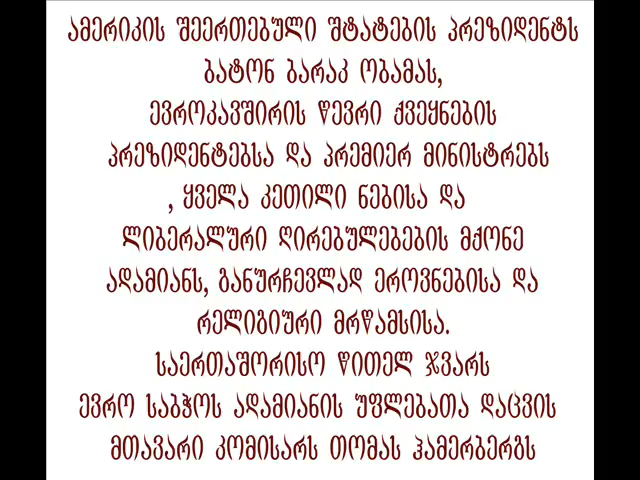 ამერიკის შეერთებული შტატების პრეზიდენტს
ბატონ ბარაკ ობამას,
ევროკავშირის წევრი ქვეყნების
პრეზიდენტებსა და პრემიერ მინისტრებს
, ყველა კეთილი ნებისა და
ლიბერალური ღირებულებების მქონე
ადამიანს, განურჩევლად ეროვნებისა და
რელიგიური მრწამსისა.
საერთაშორისო წითელ ჯვარს
ევრო საბჭოს ადამიანის უფლებათა დაცვის
მთავარი კომისარს თომას ჰამერბერგს